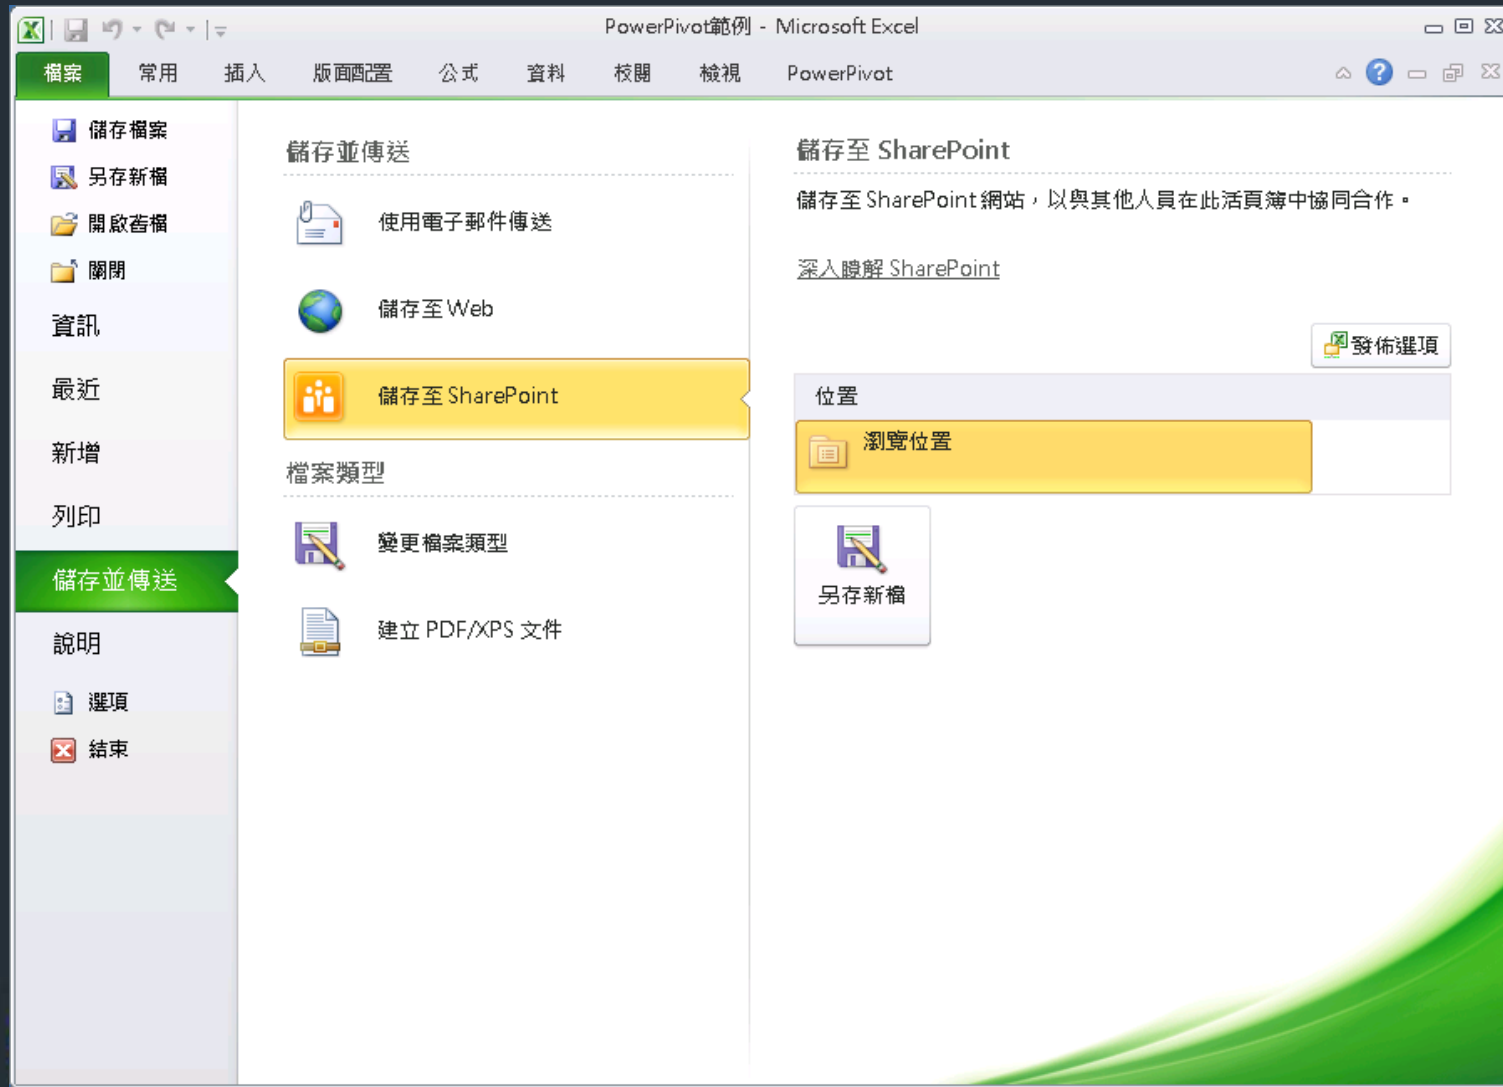 PowerPivot範例 - Microsoft Excel
檔案 常用 插入 版面配置 公式 資料 校閱 檢視 PowerPivot
儲存檔案
另存新檔
開啟舊檔
關閉
資訊
最近
新增
列印
儲存並傳送
說明
選項
結束
儲存並傳送
使用電子郵件傳送
儲存至 Web
儲存至 SharePoint
檔案類型
變更檔案類型
建立 PDF/XPS 文件
儲存至 SharePoint
儲存至 SharePoint 網站，以與其他人員在此活頁簿中協同合作。
深入瞭解 SharePoint
發佈選項
位置
瀏覽位置
另存新檔